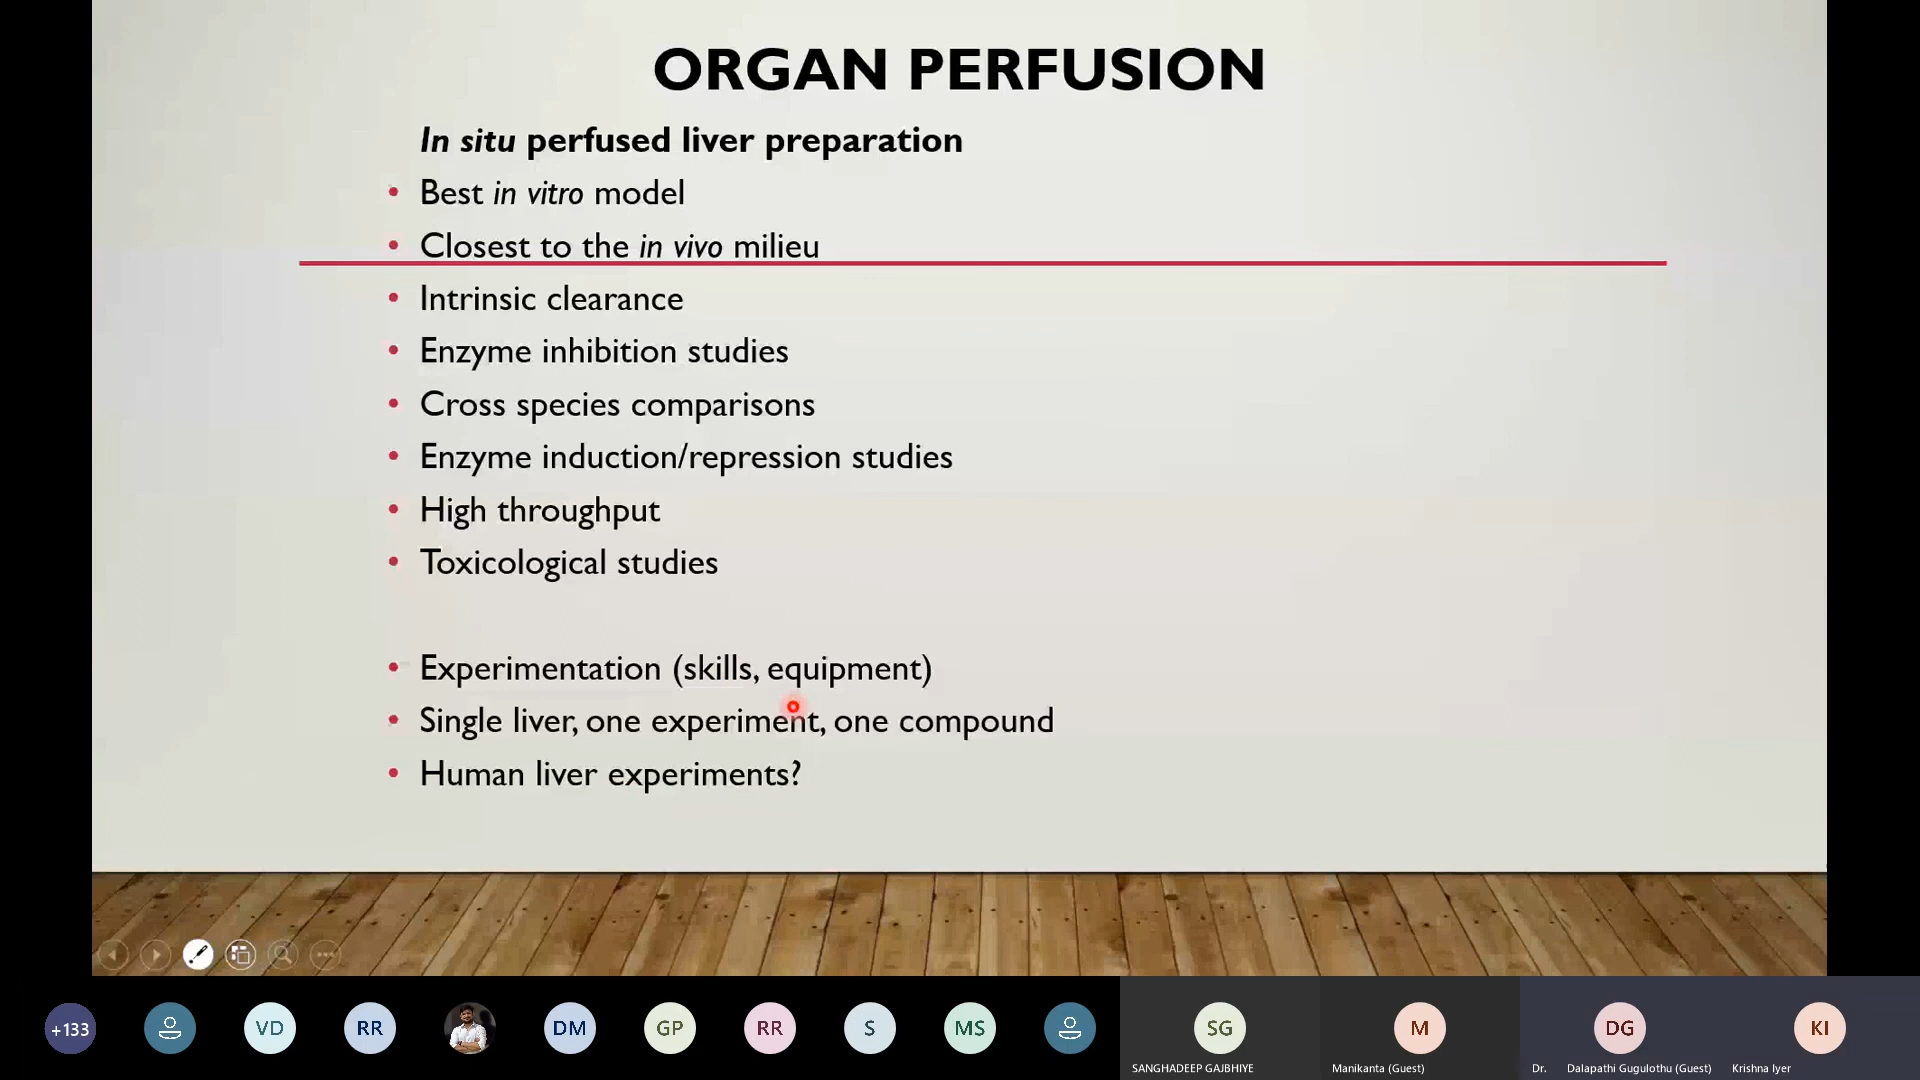 ORGAN PERFUSION
In situ perfused liver preparation
• Best in vitro model
• Closest to the in vivo milieu
• Intrinsic clearance
• Enzyme inhibition studies
• Cross species comparisons
• Enzyme induction/repression studies
• High throughput
• Toxicological studies
• Experimentation (skills, equipment)
• Single liver, one experiment, one compound
• Human liver experiments?
+133
VD
RR
DM
GP
RR
S
MS
SG
M
DG
KI
SANGHADEEP GAJBHIYE
Manikanta (Guest)
Dr. Dalapathi Gugulothu (Guest)
Krishna Iyer